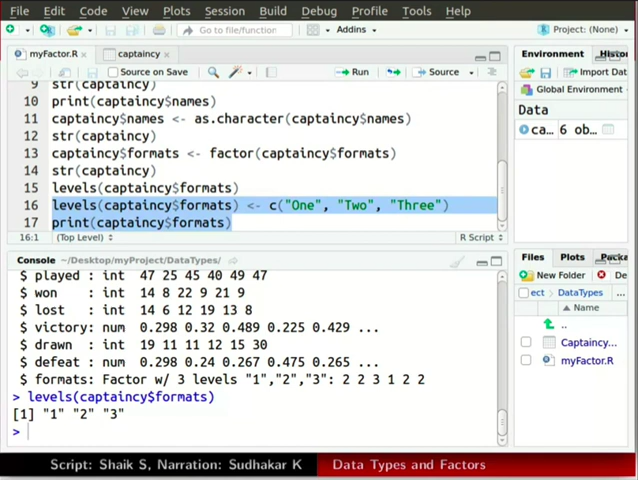 File Edit Code View Plots Session Build Debug Profile Tools Help
Go to file/function Addins Project: (None)
myFactor.R captaincy
Source on Save Run Source
9 str(captaincy)
10 print(captaincy$names)
11 captaincy$names <- as.character(captaincy$names)
12 str(captaincy)
13 captaincy$formats <- factor(captaincy$formats)
14 str(captaincy)
15 levels(captaincy$formats)
16 levels(captaincy$formats) <- c("One", "Two", "Three")
17 print(captaincy$formats)
16:1 (Top Level) R Script
Console ~/Desktop/myProject/DataTypes/
$ played : int 47 25 45 40 49 47
$ won : int 14 8 22 9 21 9
$ lost : int 14 6 12 19 13 8
$ victory: num 0.298 0.32 0.489 0.225 0.429 ...
$ drawn : int 19 11 11 12 15 30
$ defeat : num 0.298 0.24 0.267 0.475 0.265 ...
$ formats: Factor w/ 3 levels "1","2","3": 2 2 3 1 2 2
> levels(captaincy$formats)
[1] "1" "2" "3"
>
Environment Histor
Import Dat
Global Environment
Data
ca... 6 ob...
Files Plots Packa
New Folder De
ect DataTypes ...
Name
..
Captaincy...
myFactor.R
Script: Shaik S, Narration: Sudhakar K Data Types and Factors